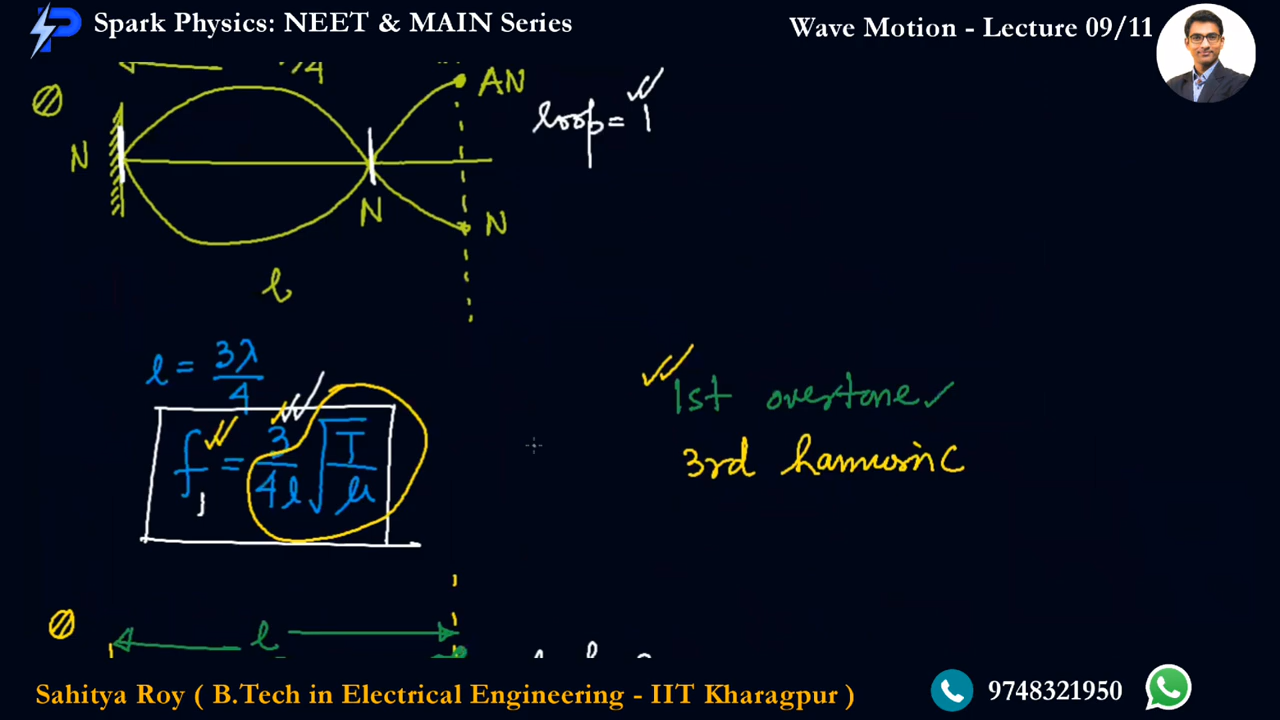 Spark Physics: NEET & MAIN Series
Wave Motion - Lecture 09/11
AN
loop = 1
N
N
N
l
l = 3λ/4
f1 = 3/4l √T/μ
1st overtone
3rd harmonic
l
Sahitya Roy ( B.Tech in Electrical Engineering - IIT Kharagpur )
9748321950